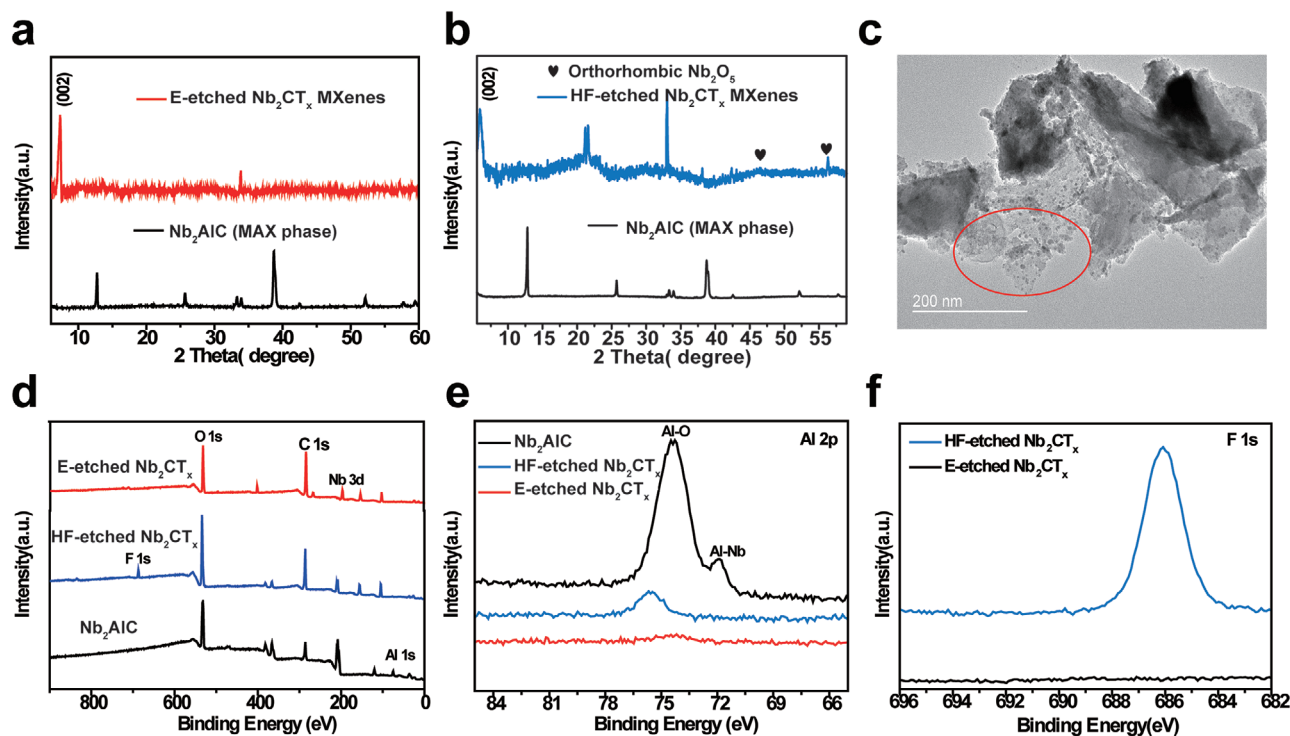 a
(002)
E-etched Nb₂CTₓ MXenes
Nb₂AlC (MAX phase)
Intensity(a.u.)
10 20 30 40 50 60
2 Theta( degree)
b
(002)
♥ Orthorhombic Nb₂O₅
HF-etched Nb₂CTₓ MXenes
Nb₂AlC (MAX phase)
Intensity(a.u.)
10 15 20 25 30 35 40 45 50 55
2 Theta( degree)
c
200 nm
d
O 1s
C 1s
E-etched Nb₂CTₓ
Nb 3d
HF-etched Nb₂CTₓ
F 1s
Nb₂AlC
Al 1s
Intensity(a.u.)
800 600 400 200 0
Binding Energy (eV)
e
Nb₂AlC
HF-etched Nb₂CTₓ
E-etched Nb₂CTₓ
Al-O
Al 2p
Al-Nb
Intensity(a.u.)
84 81 78 75 72 69 66
Binding Energy (eV)
f
HF-etched Nb₂CTₓ
E-etched Nb₂CTₓ
F 1s
Intensity(a.u.)
696 694 692 690 688 686 684 682
Binding Energy(eV)